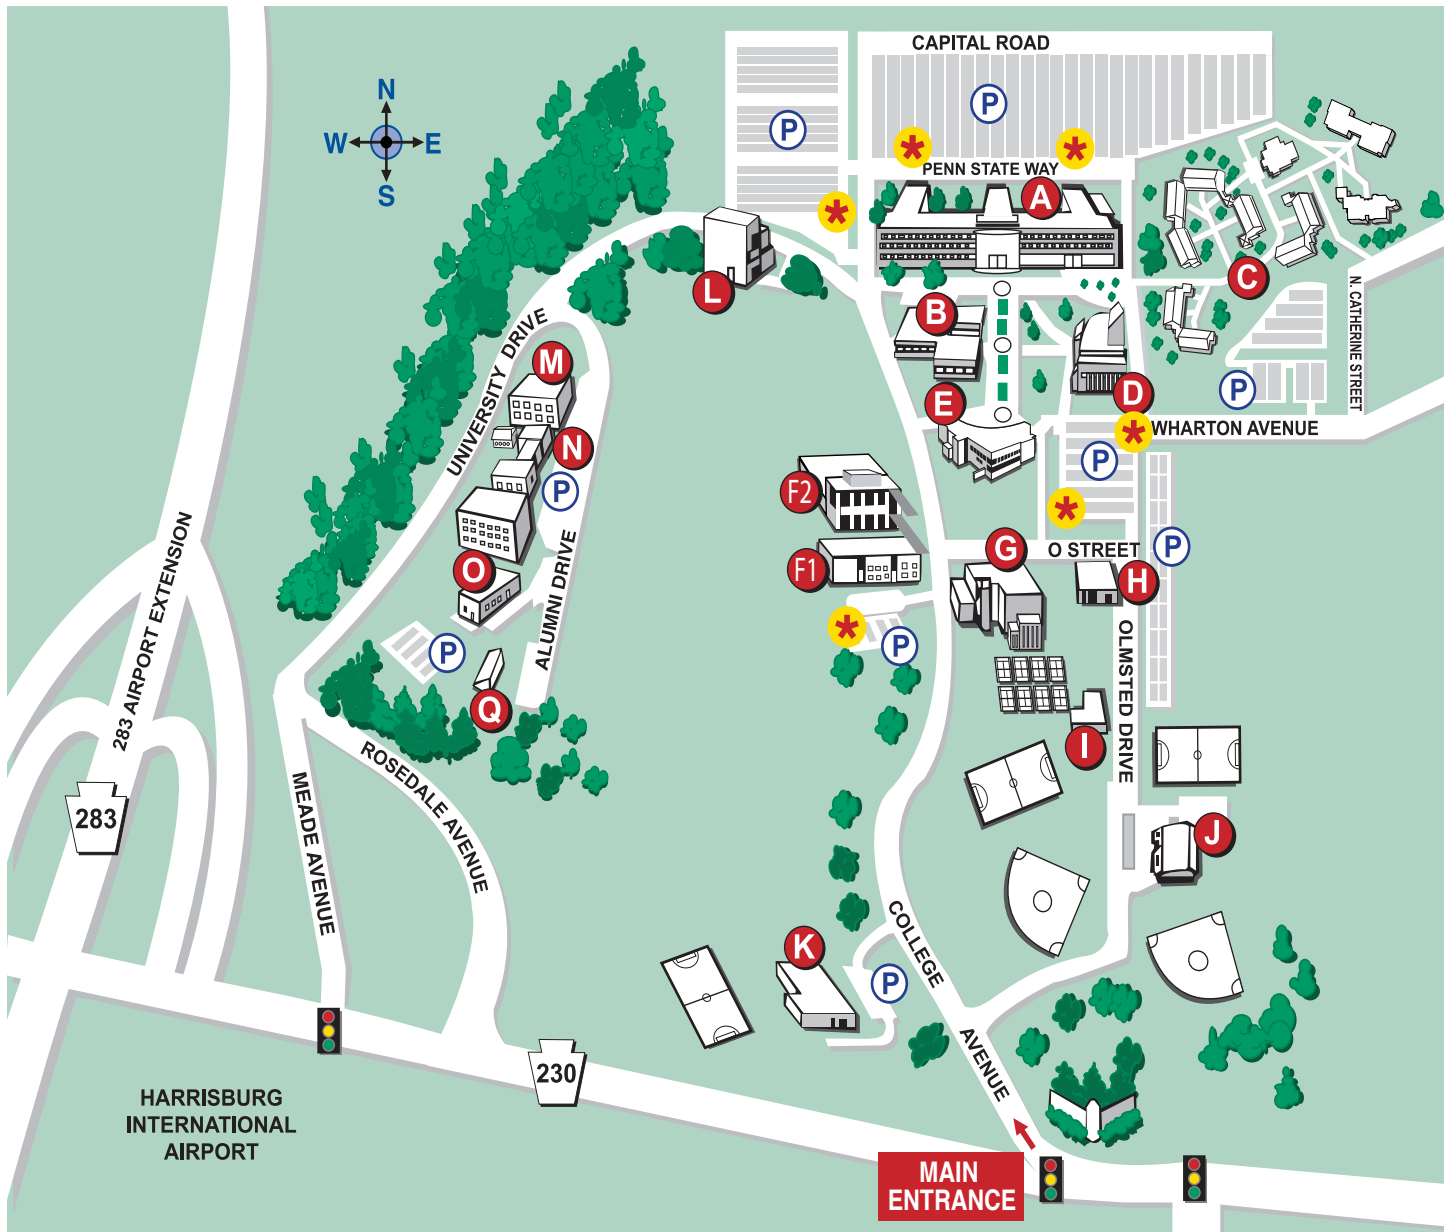 CAPITAL ROAD
N
W
E
S
P
P
*
*
PENN STATE WAY
A
*
L
C
N. CATHERINE STREET
B
UNIVERSITY DRIVE
M
D
P
E
*
WHARTON AVENUE
N
P
F2
P
*
283 AIRPORT EXTENSION
G
O STREET
P
O
F1
H
ALUMNI DRIVE
*
P
P
OLMSTED DRIVE
Q
I
ROSEDALE AVENUE
MEADE AVENUE
283
J
COLLEGE
AVENUE
K
P
230
HARRISBURG
INTERNATIONAL
AIRPORT
MAIN
ENTRANCE